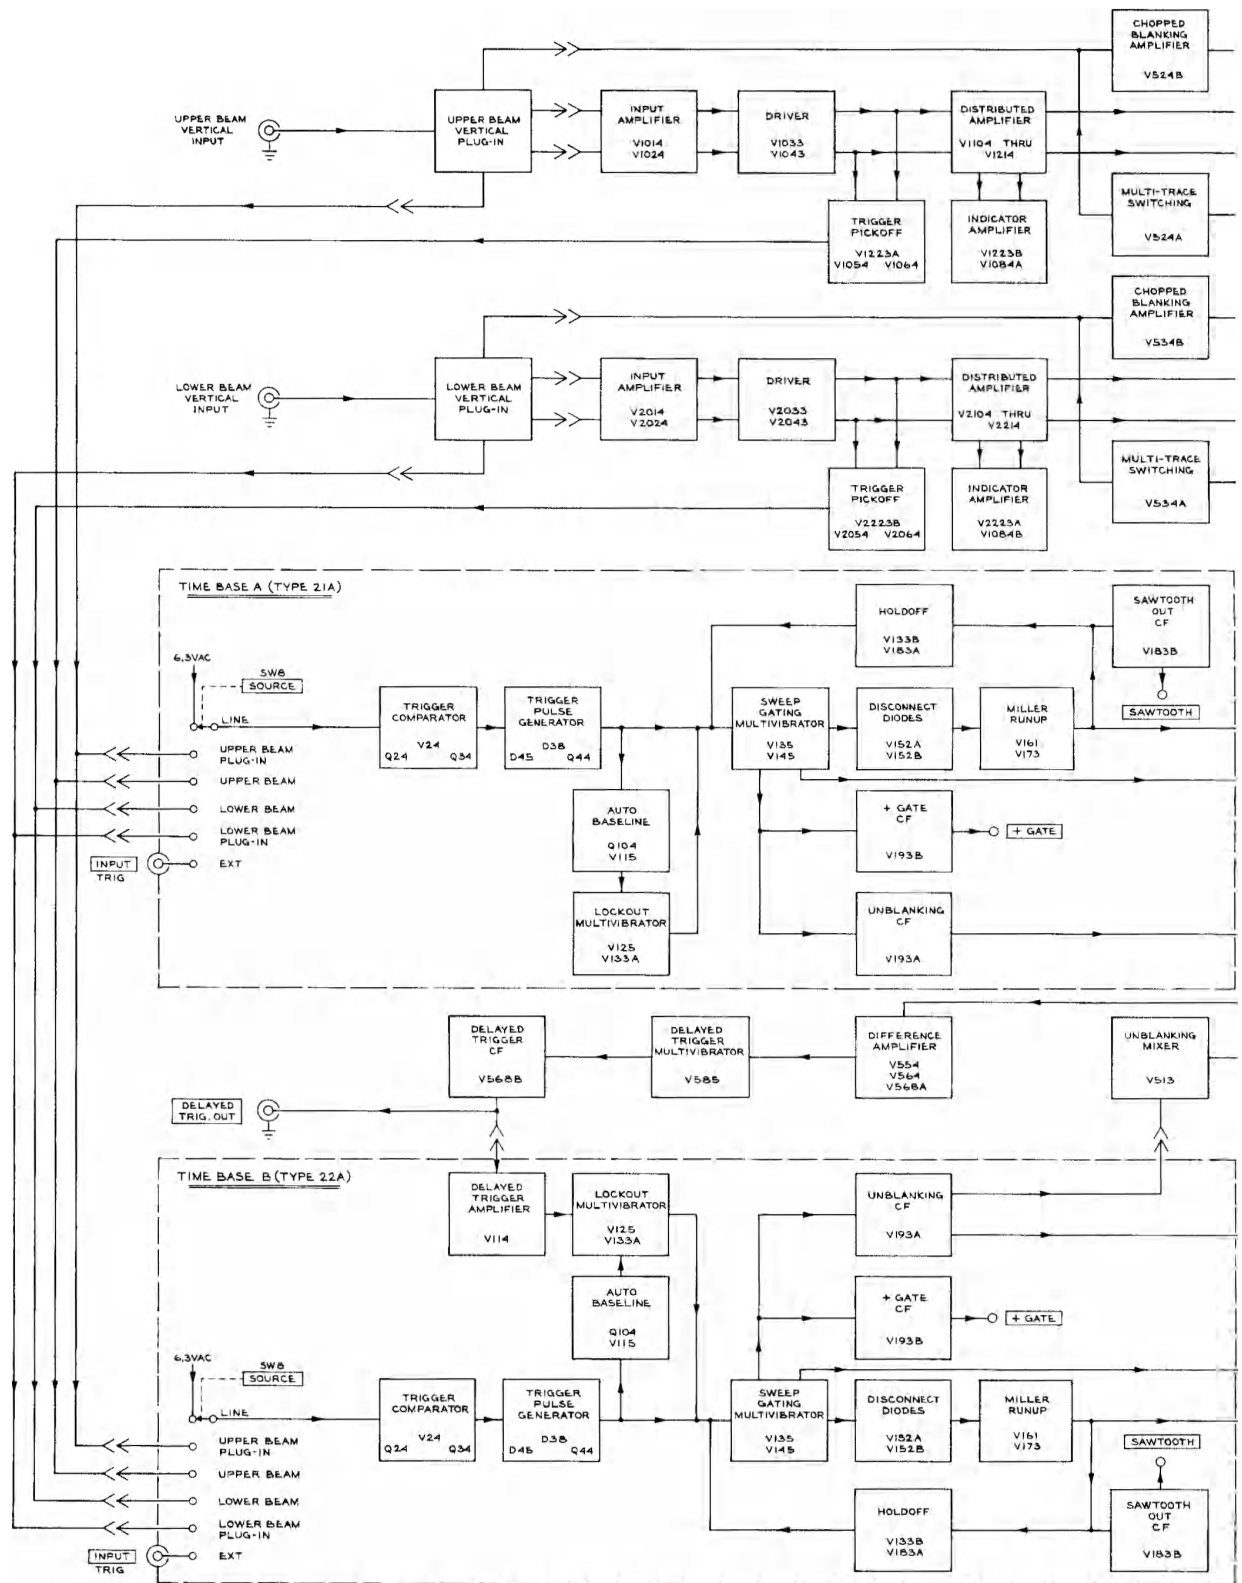 CHOPPED
BLANKING
AMPLIFIER
V524B
UPPER BEAM
VERTICAL
INPUT
UPPER BEAM
VERTICAL
PLUG-IN
INPUT
AMPLIFIER
V1014
V1024
DRIVER
V1033
V1043
DISTRIBUTED
AMPLIFIER
V1104 THRU
V1214
TRIGGER
PICKOFF
V1223A
V1054 V1064
INDICATOR
AMPLIFIER
V1223B
V1084A
MULTI-TRACE
SWITCHING
V524A
CHOPPED
BLANKING
AMPLIFIER
V534B
LOWER BEAM
VERTICAL
INPUT
LOWER BEAM
VERTICAL
PLUG-IN
INPUT
AMPLIFIER
V2014
V2024
DRIVER
V2033
V2043
DISTRIBUTED
AMPLIFIER
V2104 THRU
V2214
TRIGGER
PICKOFF
V2223B
V2054 V2064
INDICATOR
AMPLIFIER
V2223A
V1084B
MULTI-TRACE
SWITCHING
V534A
TIME BASE A (TYPE 21A)
6.3VAC
SW8
SOURCE
LINE
UPPER BEAM
PLUG-IN
UPPER BEAM
LOWER BEAM
LOWER BEAM
PLUG-IN
INPUT
TRIG
EXT
TRIGGER
COMPARATOR
V24
Q24 Q34
TRIGGER
PULSE
GENERATOR
D38
D45 Q44
AUTO
BASELINE
Q104
V115
LOCKOUT
MULTIVIBRATOR
V125
V133A
HOLDOFF
V133B
V183A
SAWTOOTH
OUT
CF
V183B
SAWTOOTH
SWEEP
GATING
MULTIVIBRATOR
V135
V145
DISCONNECT
DIODES
V152A
V152B
MILLER
RUNUP
V161
V173
+ GATE
CF
V193B
+ GATE
UNBLANKING
CF
V193A
DELAYED
TRIGGER
CF
V568B
DELAYED
TRIGGER
MULTIVIBRATOR
V585
DIFFERENCE
AMPLIFIER
V554
V564
V568A
UNBLANKING
MIXER
V513
DELAYED
TRIG. OUT
TIME BASE B (TYPE 22A)
DELAYED
TRIGGER
AMPLIFIER
V114
LOCKOUT
MULTIVIBRATOR
V125
V133A
UNBLANKING
CF
V193A
AUTO
BASELINE
Q104
V115
+ GATE
CF
V193B
+ GATE
6.3VAC
SW8
SOURCE
LINE
UPPER BEAM
PLUG-IN
UPPER BEAM
LOWER BEAM
LOWER BEAM
PLUG-IN
INPUT
TRIG
EXT
TRIGGER
COMPARATOR
V24
Q24 Q34
TRIGGER
PULSE
GENERATOR
D38
D45 Q44
SWEEP
GATING
MULTIVIBRATOR
V135
V145
DISCONNECT
DIODES
V152A
V152B
MILLER
RUNUP
V161
V173
SAWTOOTH
HOLDOFF
V133B
V183A
SAWTOOTH
OUT
CF
V183B